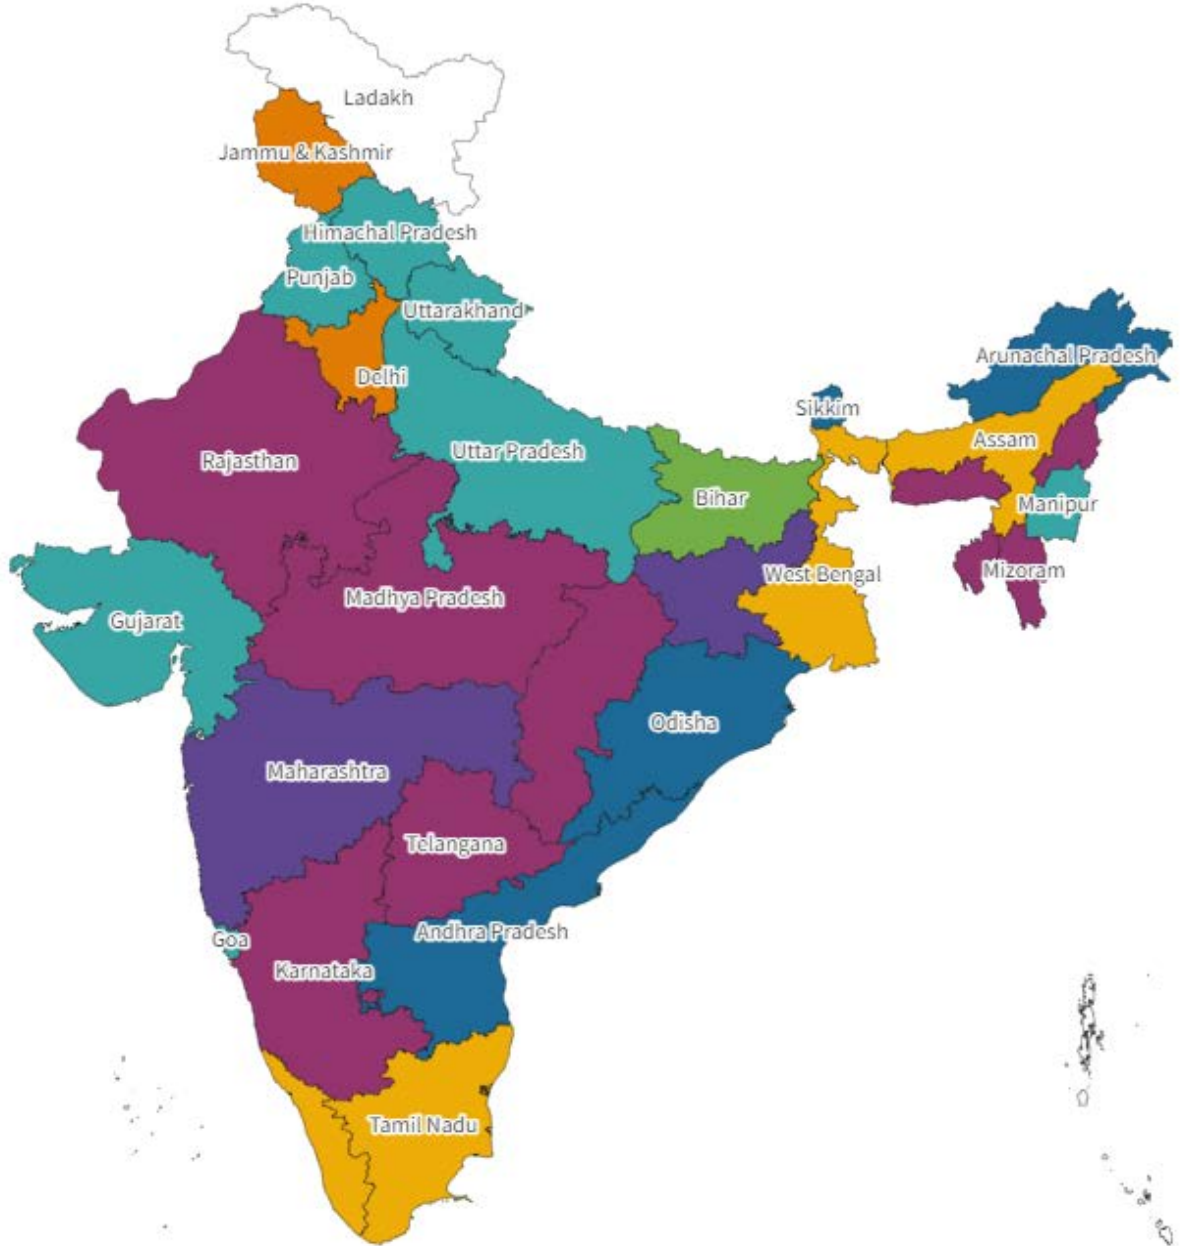 Ladakh
Jammu & Kashmir
Himachal Pradesh
Punjab
Uttarakhand
Delhi
Arunachal Pradesh
Sikkim
Assam
Rajasthan
Uttar Pradesh
Bihar
Manipur
Mizoram
West Bengal
Madhya Pradesh
Gujarat
Odisha
Maharashtra
Telangana
Andhra Pradesh
Goa
Karnataka
Tamil Nadu